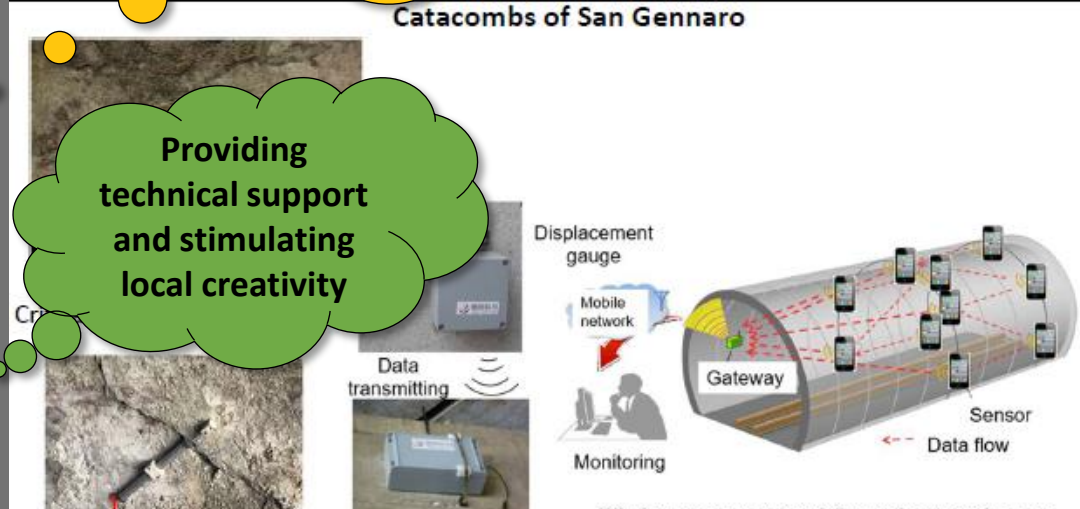 Catacombs of San Gennaro
Providing
technical support
and stimulating
local creativity
Displacement
gauge
Mobile
network
Data
transmitting
Gateway
Sensor
Data flow
Monitoring